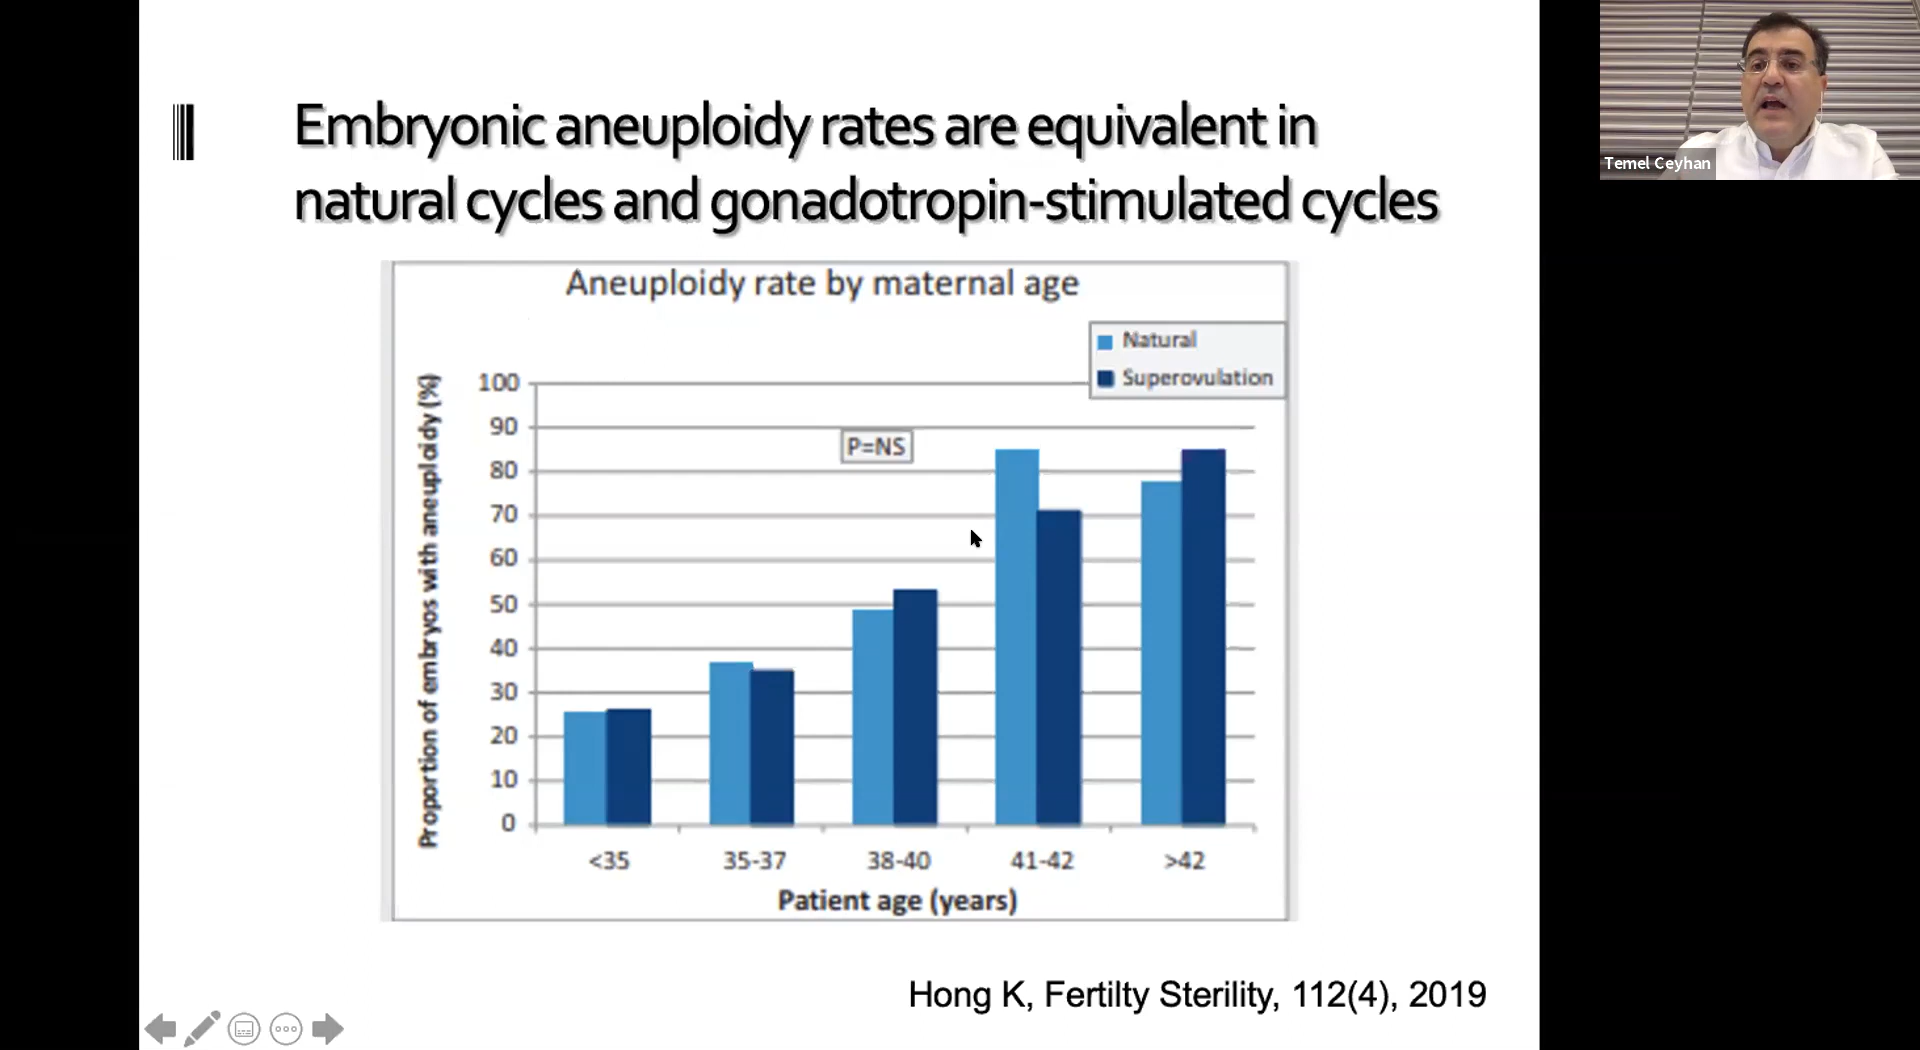 Embryonic aneuploidy rates are equivalent in
natural cycles and gonadotropin-stimulated cycles
Aneuploidy rate by maternal age
Natural
Superovulation
P=NS
Proportion of embryos with aneuploidy (%)
100
90
80
70
60
50
40
30
20
10
0
<35
35-37
38-40
41-42
>42
Patient age (years)
Hong K, Fertilty Sterility, 112(4), 2019
Temel Ceyhan